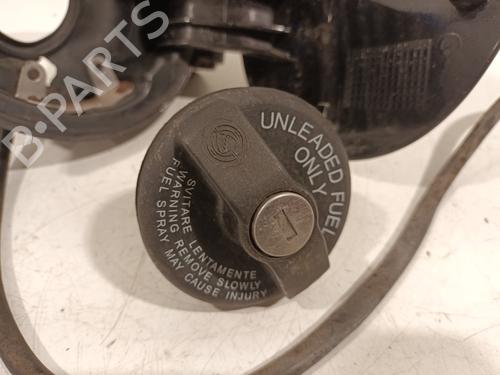 UNLEADED FUEL
ONLY
SVITARE LENTAMENTE
WARNING REMOVE SLOWLY
FUEL SPRAY MAY CAUSE INJURY
B-PARTS